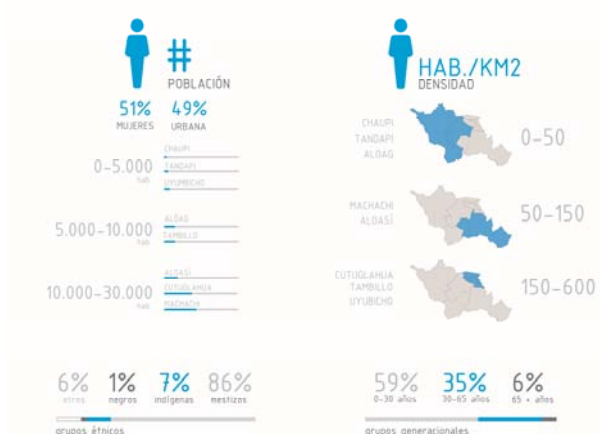 #
POBLACIÓN
51% 49%
MUJERES URBANA
0-5.000
hab
CHAUPI
TANDAPI
UYUMBICHO
5.000-10.000
hab
ALOAG
TAMBILLO
10.000-30.000
hab
ALOASÍ
CUTUGLAHUA
MACHACHI
HAB./KM2
DENSIDAD
CHAUPI
TANDAPI
ALOAG
0-50
MACHACHI
ALOASÍ
50-150
CUTUGLAHUA
TAMBILLO
UYUBICHO
150-600
6% 1% 7% 86%
otros negros indígenas mestizos
grupos étnicos
59% 35% 6%
0-30 años 30-65 años 65 + años
grupos generacionales